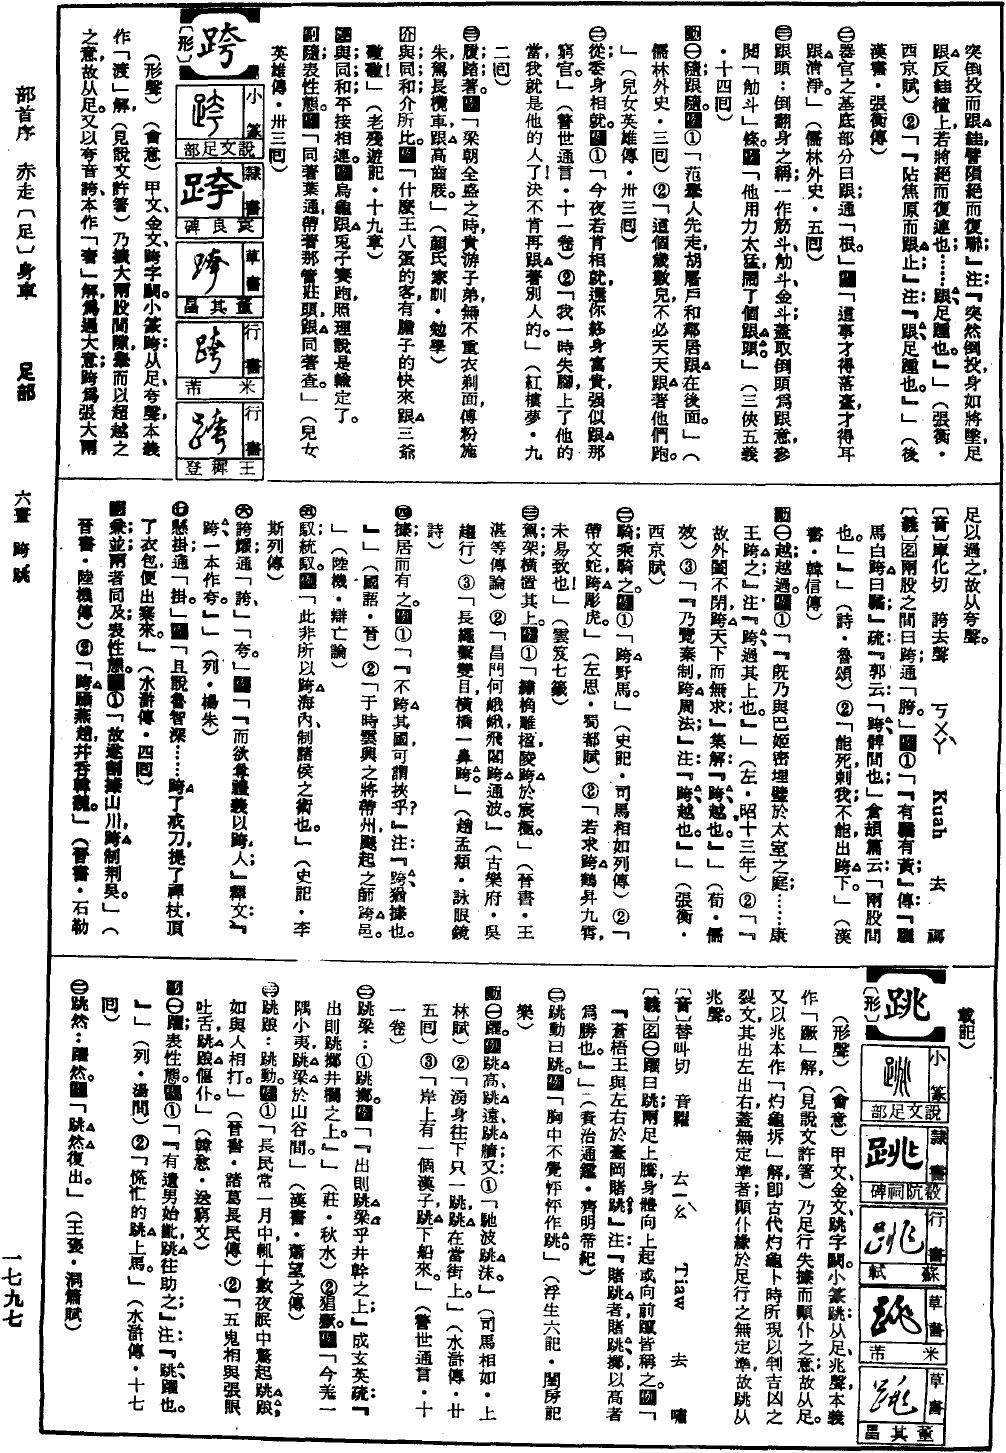 突倒投而跟絓譬隕絕而復聯』注『突然倒投身如將墜足
跟反絓橦上若將絕而復連也……跟足踵也。』」（張衡・
西京賦）②「『阽焦原而跟止』注『跟足踵也。』」（後
漢書・張衡傳）
㊁器官之基底部分曰跟通「根。」例「這事才得落臺才得耳
跟清淨。」（儒林外史・五囘）
㊂跟頭：倒翻身之稱一作筋斗、觔斗、金斗蓋取倒頭爲跟意參
閱「觔斗」條。例「他用力太猛鬧了個跟頭。」（三俠五義
・十四囘）
動㊀隨跟隨。例①「范舉人先走胡屠戶和鄰居跟在後面。」（
儒林外史・三囘）②「這個歲數兒不必天天跟著他們跑。
」（兒女英雄傳・卅三囘）
㊁從委身相就。例①「今夜若肯相就還你終身富貴强似跟那
窮官。」（警世通言・十一卷）②「我一時失腳上了他的
當我就是他的人了決不肯再跟著別人的。」（紅樓夢・九
二囘）
㊂履踏著。例「梁朝全盛之時貴游子弟無不重衣剃面傅粉施
朱駕長檐車跟高齒屐。」（顏氏家訓・勉學）
介與同和介所比。例「什麼王八蛋的客有膽子的快來跟三爺
碰碰！」（老殘遊記・十九章）
連與同和平接相連。例「烏龜跟兎子賽跑照理說是輸定了。
副隨表性態。例「同著葉通帶著那管莊頭跟同著查。」（兒女
英雄傳・卅三囘）
跨
〔形〕
小篆 說文足部
隸書 袁良碑
草書 董其昌
行書 米芾
行書 王穉登
（形聲）（會意）甲文金文、跨字闕。小篆跨从足、夸聲本義
作「渡」解（見說文許箸）乃擴大兩股間隙舉而以超越之
之意故从足。又以夸音誇、本作「奢」解爲過大意；跨爲張大兩
足以過之故从夸聲。
〔音〕庫化切　誇去聲　ㄎㄨㄚˋ　Kuah　去　禡
〔義〕名兩股之間曰跨通「胯。」例①「『有驈有黃』傳『驪
馬白跨曰驈』疏『郭云「跨髀間也」倉頡篇云「兩股間
也。」』」（詩・魯頌）②「能死刺我不能出跨下。」（漢
書・韓信傳）
動㊀越越過。例①「『旣乃與巴姬密埋璧於太室之庭……康
王跨之』注『跨過其上也。』」（左・昭十三年）②「『
故外闔不閉跨天下而無求』集解『跨越也。』」（荀・儒
效）③「『乃覽秦制跨周法』注『跨越也。』」（張衡・
西京賦）
㊁騎乘騎之。例①「跨野馬。」（史記・司馬相如列傳）②「
帶文蛇跨彫虎。」（左思・蜀都賦）②「若求跨鶴昇九霄
未易致也」（雲笈七籤）
㊂駕架橫置其上。例①「繡桷雕楹陵跨於宸極。」（晉書・王
湛等傳論）②「昌門何峨峨飛閣跨通波。」（古樂府・吳
趨行）③「長繩繫雙目橫橋一鼻跨。」（趙孟頫・詠眼鏡
詩）
㊃據居而有之。例①「『不跨其國可謂挾乎？』注：『跨猶據也。
』」（國語・晉）②「于時雲興之將帶州飈起之師跨邑。
」（陸機・辯亡論）
㊄馭統馭。例「此非所以跨海內、制諸侯之術也。」（史記・李
斯列傳）
㊅誇耀通「誇」、「夸。」例「『而欲尊禮義以跨人』釋文『
跨、一本作夸。』」（列・楊朱）
㊆懸掛通「掛。」例「且說魯智深……跨了戒刀提了禪杖頂
了衣包便出寨來。」（水滸傳・四囘）
副乘並兩者同及表性態。例①「故遂割據山川跨制荆吳。」（
晉書・陸機傳）②「跨躡燕趙幷吞韓魏。」（晉書・石勒
載記）
跳
〔形〕
小篆 說文足部
隸書 殽阬祠碑
行書 蘇軾
草書 米芾
草書 董其昌
（形聲）（會意）甲文、金文、跳字闕。小篆跳从足、兆聲本義
作「蹶」解（見說文許箸）乃足行失據而顚仆之意故从足。
又以兆本作「灼龜坼」解卽古代灼龜卜時所現以判吉凶之
裂文其出左出右蓋無定準者顚仆緣於足行之無定準故跳从
兆聲。
〔音〕替叫切　音糶　ㄊㄧㄠˋ　Tiaw　去　嘯
〔義〕名㊀躍曰跳兩足上騰身體向上起或向前躍皆稱之。例「
『蒼梧王與左右於臺岡賭跳』注『賭跳者賭跳擲以高者
爲勝也。』」（資治通鑑・齊明帝紀）
㊁跳動曰跳。例「胸中不覺怦怦作跳。」（浮生六記・閨房記
樂）
動㊀躍。例跳高、跳遠、跳牆又：①「馳波跳沫。」（司馬相如・上
林賦）②「湧身往下只一跳跳在當街上。」（水滸傳・廿
五囘）③「岸上有一個漢子跳下船來。」（警世通言・十
一卷）
㊁跳梁：①跳擲。例「『出則跳梁乎井幹之上』成玄英疏『
出則跳擲井欄之上。』」（莊・秋水）②猖獗。例「今羌一
隅小夷跳梁於山谷間。」（漢書・蕭望之傳）
㊂跳踉：跳動。例①「長民常一月中輒十數夜眠中驚起跳踉
如與人相打。」（晉書・諸葛長民傳）②「五鬼相與張眼
吐舌跳踉偃仆。」（韓愈・送窮文）
副㊀躍表性態。例①「『有遺男始齔跳往助之』注：『跳躍也。
』」（列・湯問）②「慌忙的跳上馬。」（水滸傳・十七
囘）
㊁跳然：躍然。例「跳然復出。」（王褒・洞簫賦）
部首序　赤走〔足〕身車　足部　六畫　跨跳　一七九七